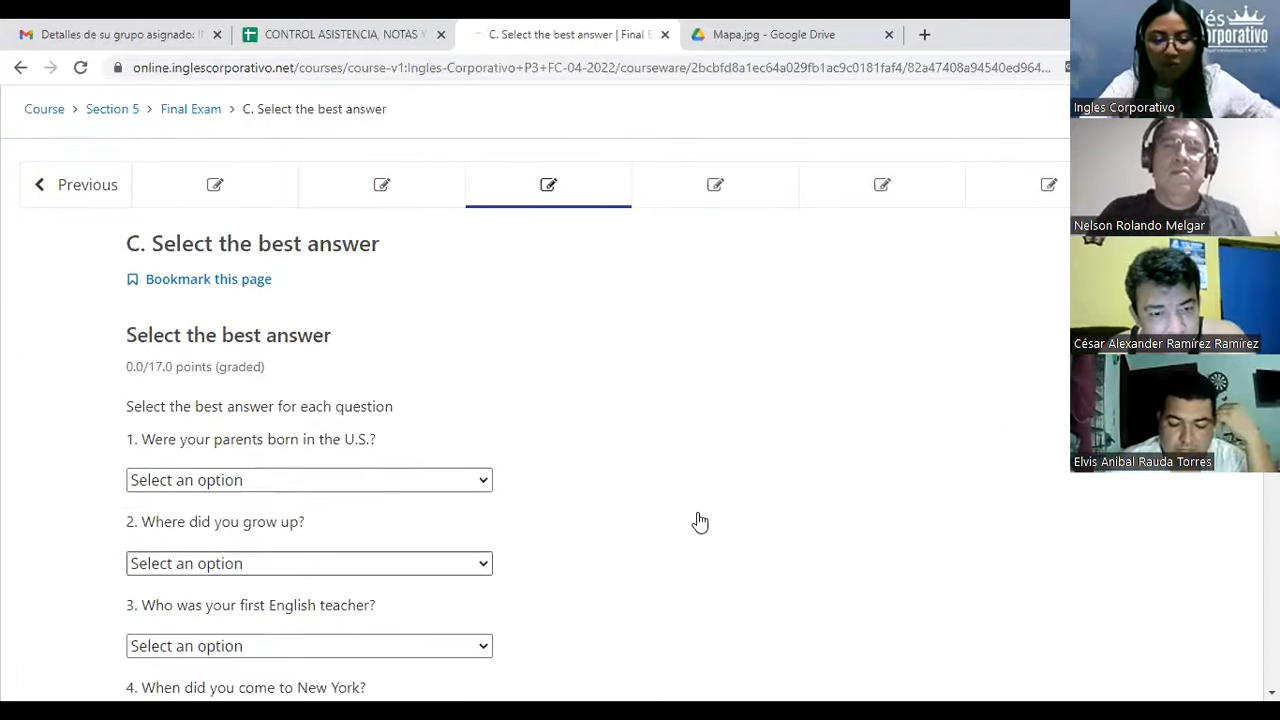 Detalles de su grupo asignado: I
CONTROL ASISTENCIA, NOTAS Y
C. Select the best answer | Final E
Mapa.jpg - Google Drive
online.inglescorporativo.net/courses/course-v1:Ingles-Corporativo+P3+FC-04-2022/courseware/2bcbfd8a1ec64a029fb1ac9c0181faf4/82a47408a94540ed964...
Course > Section 5 > Final Exam > C. Select the best answer
Previous
C. Select the best answer
Bookmark this page
Select the best answer
0.0/17.0 points (graded)
Select the best answer for each question
1. Were your parents born in the U.S.?
Select an option
2. Where did you grow up?
Select an option
3. Who was your first English teacher?
Select an option
4. When did you come to New York?
Ingles Corporativo
Nelson Rolando Melgar
César Alexander Ramírez Ramírez
Elvis Anibal Rauda Torres